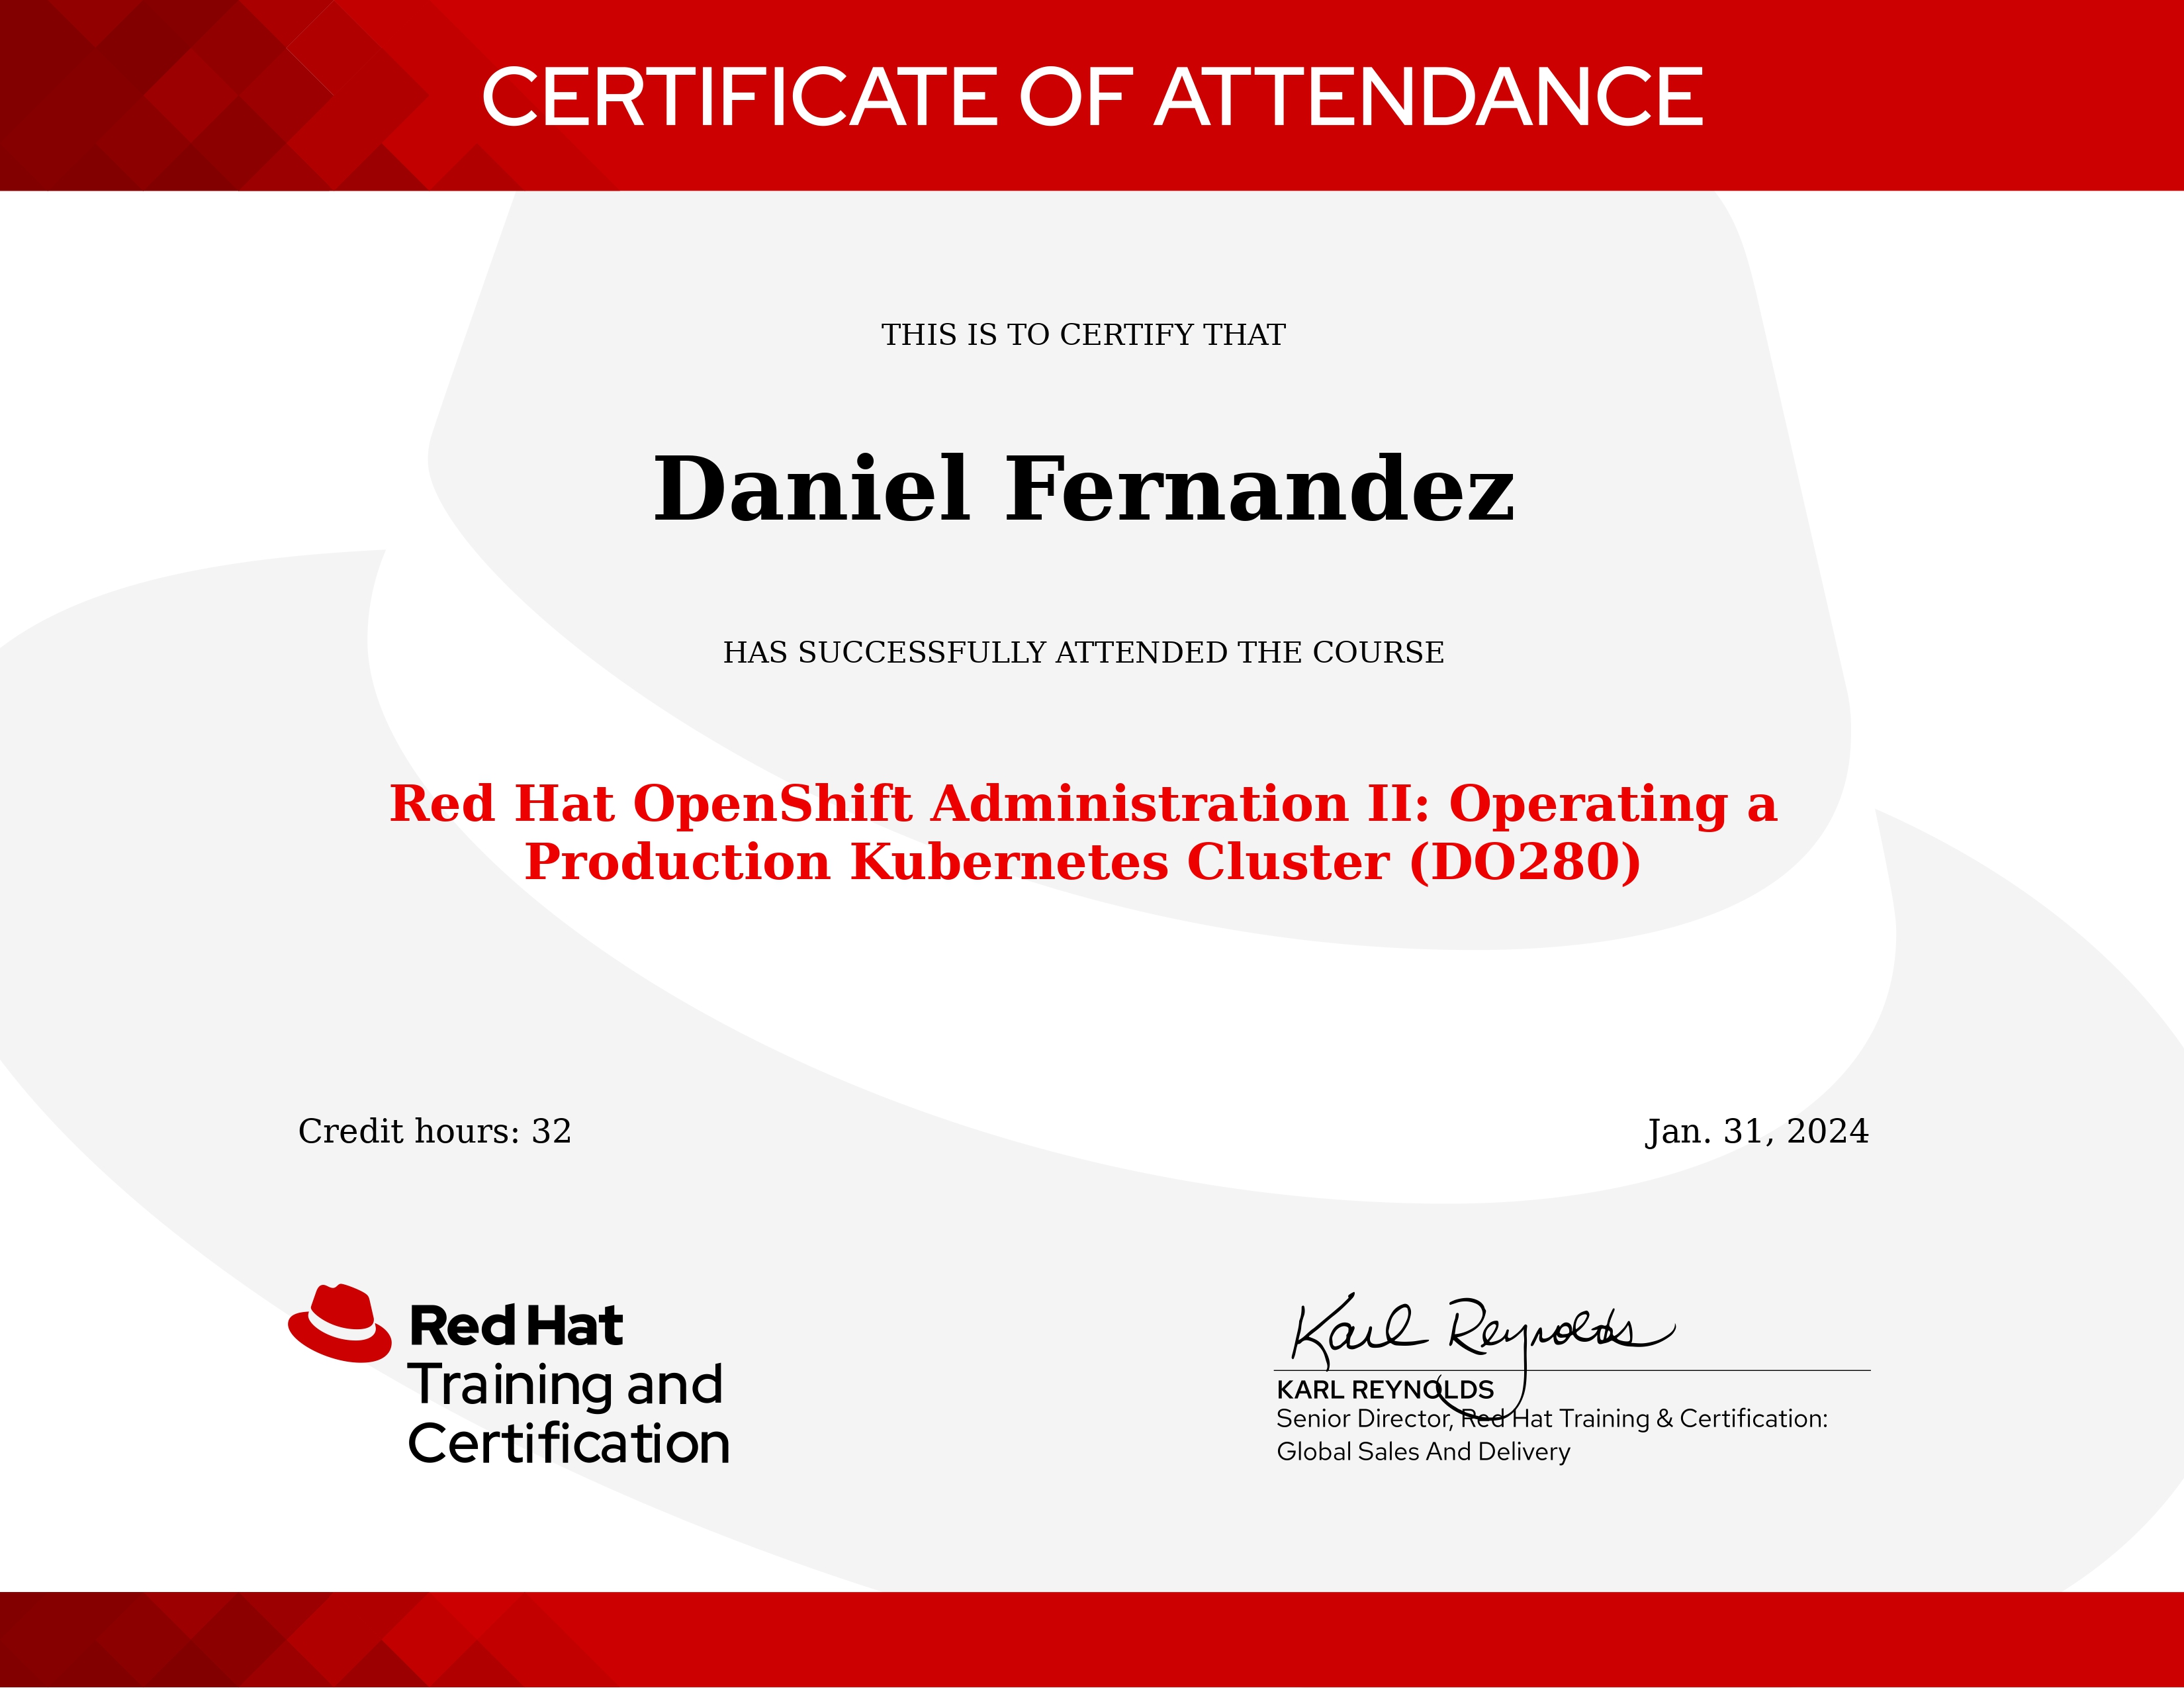 CERTIFICATE OF ATTENDANCE
THIS IS TO CERTIFY THAT
Daniel Fernandez
HAS SUCCESSFULLY ATTENDED THE COURSE
Red Hat OpenShift Administration II: Operating a
Production Kubernetes Cluster (DO280)
Credit hours: 32
Jan. 31, 2024
Red Hat
Training and
Certification
Karl Reynolds
KARL REYNOLDS
Senior Director, Red Hat Training & Certification:
Global Sales And Delivery